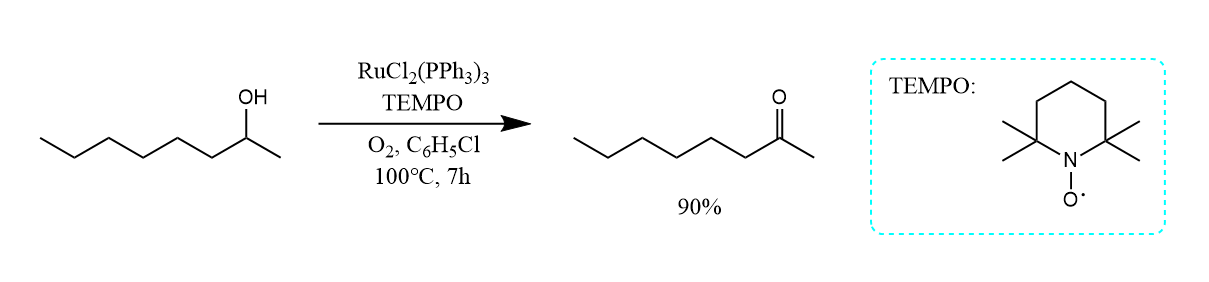 OH
RuCl₂(PPh₃)₃
TEMPO
O₂, C₆H₅Cl
100℃, 7h
O
90%
TEMPO:
N
O·